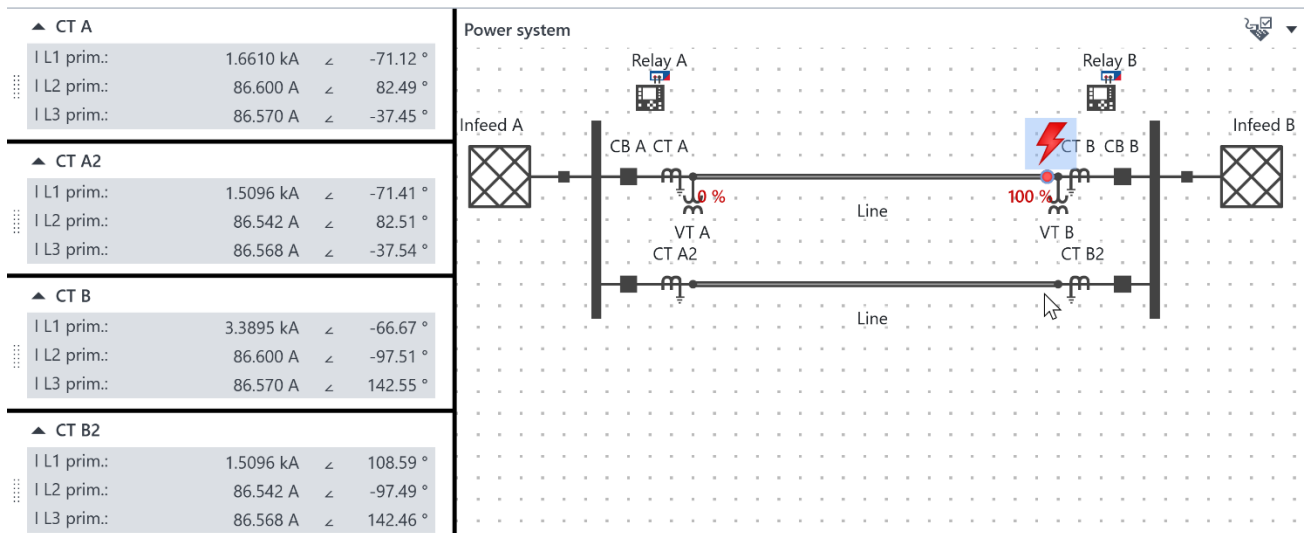 CT A
I L1 prim.: 1.6610 kA ∠ -71.12 °
I L2 prim.: 86.600 A ∠ 82.49 °
I L3 prim.: 86.570 A ∠ -37.45 °
CT A2
I L1 prim.: 1.5096 kA ∠ -71.41 °
I L2 prim.: 86.542 A ∠ 82.51 °
I L3 prim.: 86.568 A ∠ -37.54 °
CT B
I L1 prim.: 3.3895 kA ∠ -66.67 °
I L2 prim.: 86.600 A ∠ -97.51 °
I L3 prim.: 86.570 A ∠ 142.55 °
CT B2
I L1 prim.: 1.5096 kA ∠ 108.59 °
I L2 prim.: 86.542 A ∠ -97.49 °
I L3 prim.: 86.568 A ∠ 142.46 °
Power system
Relay A Relay B
Infeed A Infeed B
CB A CT A CT B CB B
0 % 100 %
Line
VT A VT B
CT A2 CT B2
Line